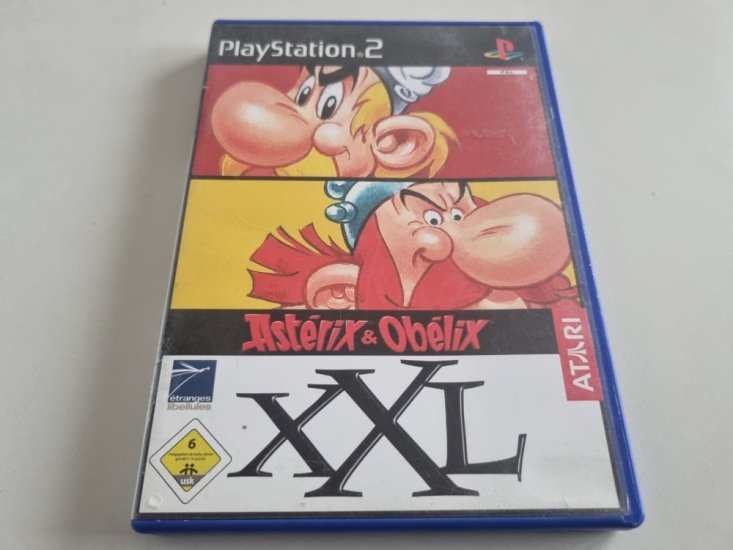 PlayStation®2
PAL
Astérix & Obélix
ATARI
étranges
libellules
XXL
6
usk